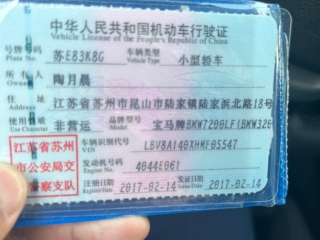 中华人民共和国机动车行驶证
Vehicle License of the People's Republic of China
号牌号码 苏E83K8G 车辆类型 小型轿车
Plate No. Vehicle Type
所有人 陶月晨
Owner
住址 江苏省苏州市昆山市陆家镇陆家浜北路18号
Address
使用性质 非营运 品牌型号 宝马牌BMW7200LF(BMW320
Use Character Model
江苏省苏州 车辆识别代号 LBV8A140XHMF05547
VIN
市公安局交 发动机号码 4044E061
Engine No.
警察支队 注册日期 2017-02-14 发证日期 2017-02-14
Register Date Issue Date